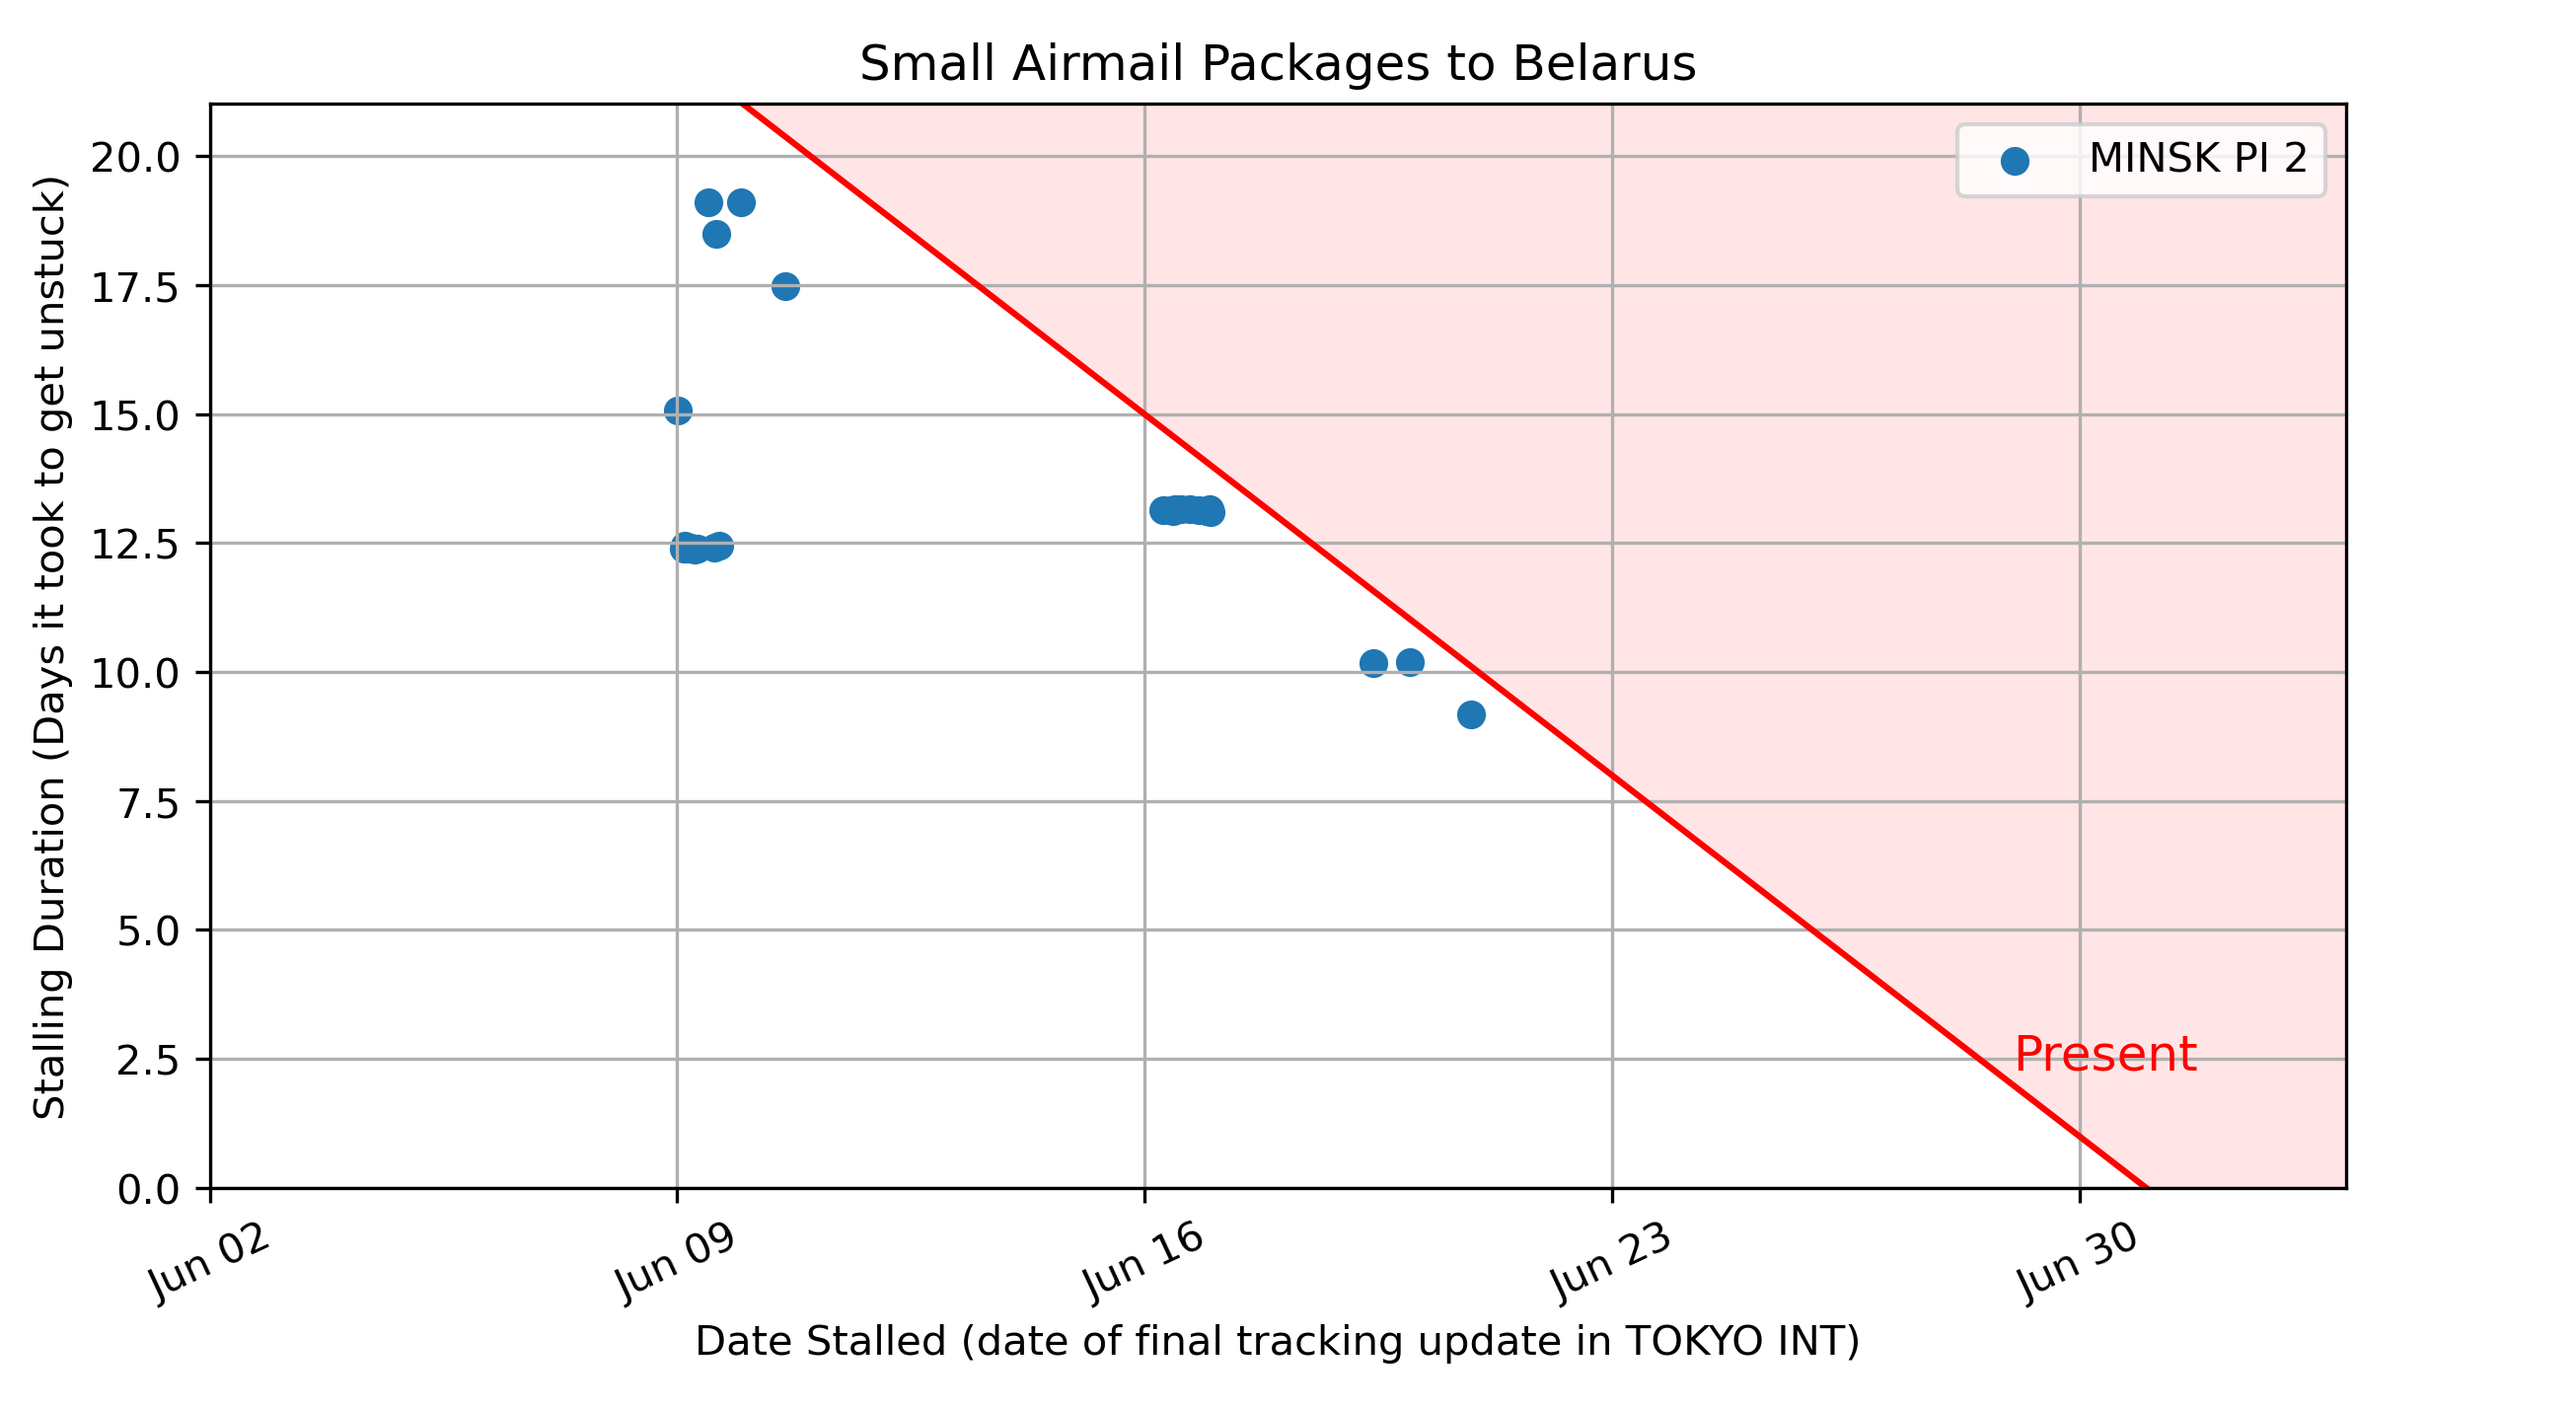 Small Airmail Packages to Belarus
MINSK PI 2
Stalling Duration (Days it took to get unstuck)
20.0
17.5
15.0
12.5
10.0
7.5
5.0
2.5
0.0
Present
Jun 02
Jun 09
Jun 16
Jun 23
Jun 30
Date Stalled (date of final tracking update in TOKYO INT)